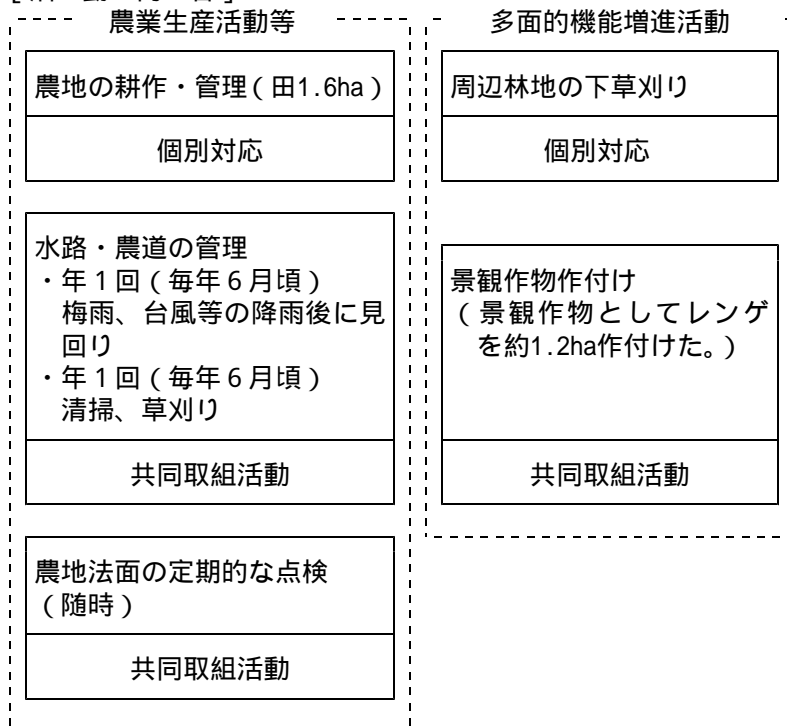 農業生産活動等
農地の耕作・管理(田1.6ha)
個別対応
水路・農道の管理
・年1回(毎年6月頃)
梅雨、台風等の降雨後に見
回り
・年1回(毎年6月頃)
清掃、草刈り
共同取組活動
農地法面の定期的な点検
(随時)
共同取組活動
多面的機能増進活動
周辺林地の下草刈り
個別対応
景観作物作付け
(景観作物としてレンゲ
を約1.2ha作付けた。)
共同取組活動